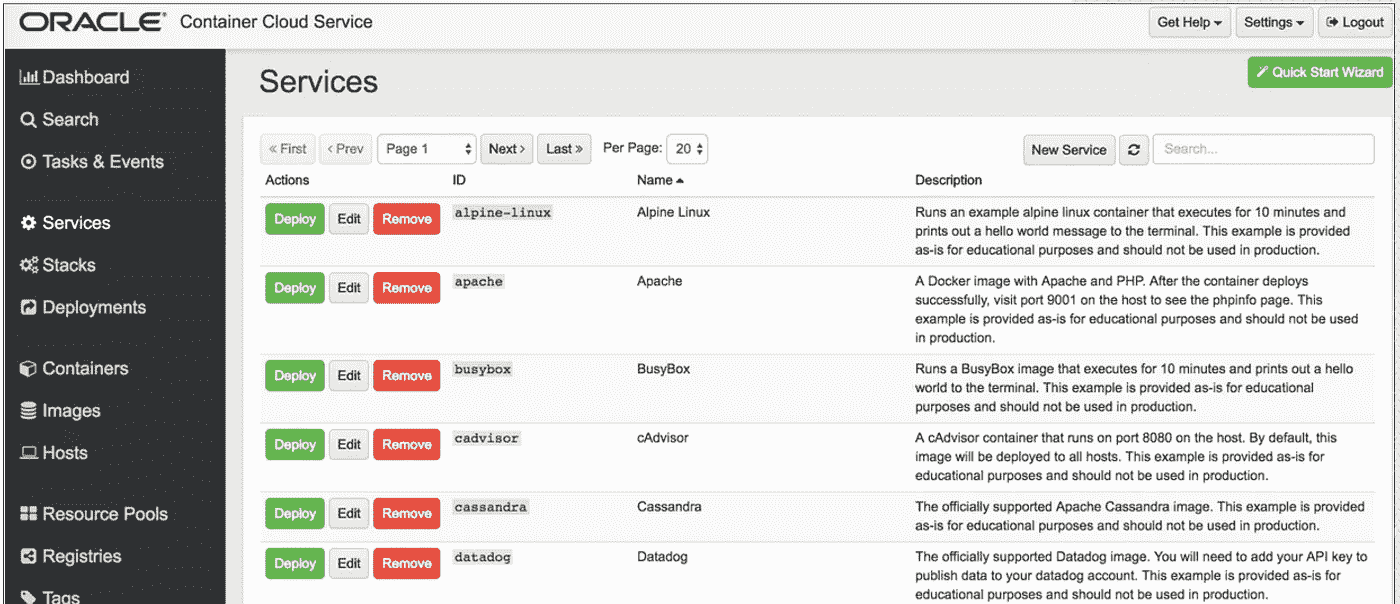 ORACLE® Container Cloud Service
Get Help
Settings
Logout
Dashboard
Search
Tasks & Events
Services
Stacks
Deployments
Containers
Images
Hosts
Resource Pools
Registries
Tags
Services
Quick Start Wizard
« First
‹ Prev
Page 1
Next ›
Last »
Per Page: 20
New Service
Search...
Actions ID Name Description
Deploy Edit Remove alpine-linux Alpine Linux Runs an example alpine linux container that executes for 10 minutes and
prints out a hello world message to the terminal. This example is provided
as-is for educational purposes and should not be used in production.
Deploy Edit Remove apache Apache A Docker image with Apache and PHP. After the container deploys
successfully, visit port 9001 on the host to see the phpinfo page. This
example is provided as-is for educational purposes and should not be used
in production.
Deploy Edit Remove busybox BusyBox Runs a BusyBox image that executes for 10 minutes and prints out a hello
world to the terminal. This example is provided as-is for educational
purposes and should not be used in production.
Deploy Edit Remove cadvisor cAdvisor A cAdvisor container that runs on port 8080 on the host. By default, this
image will be deployed to all hosts. This example is provided as-is for
educational purposes and should not be used in production.
Deploy Edit Remove cassandra Cassandra The officially supported Apache Cassandra image. This example is provided
as-is for educational purposes and should not be used in production.
Deploy Edit Remove datadog Datadog The officially supported Datadog image. You will need to add your API key to
publish data to your datadog account. This example is provided as-is for
educational purposes and should not be used in production.